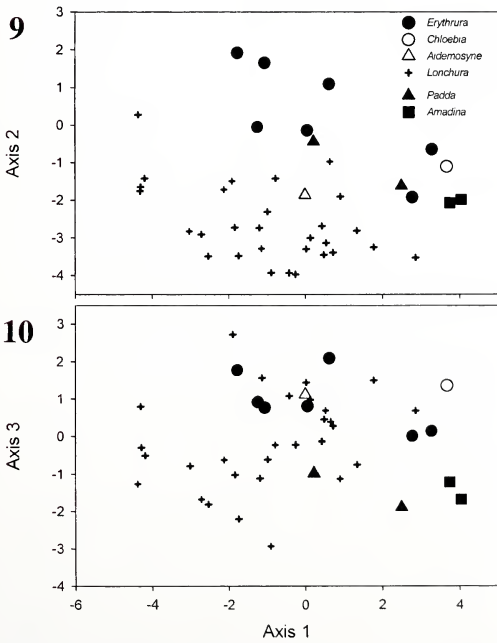 9
3
2
1
0
-1
-2
-3
-4
Axis 2
Erythrura
Chloebia
Aidemosyne
Lonchura
Padda
Amadina
10
3
2
1
0
-1
-2
-3
-4
Axis 3
-6 -4 -2 0 2 4
Axis 1